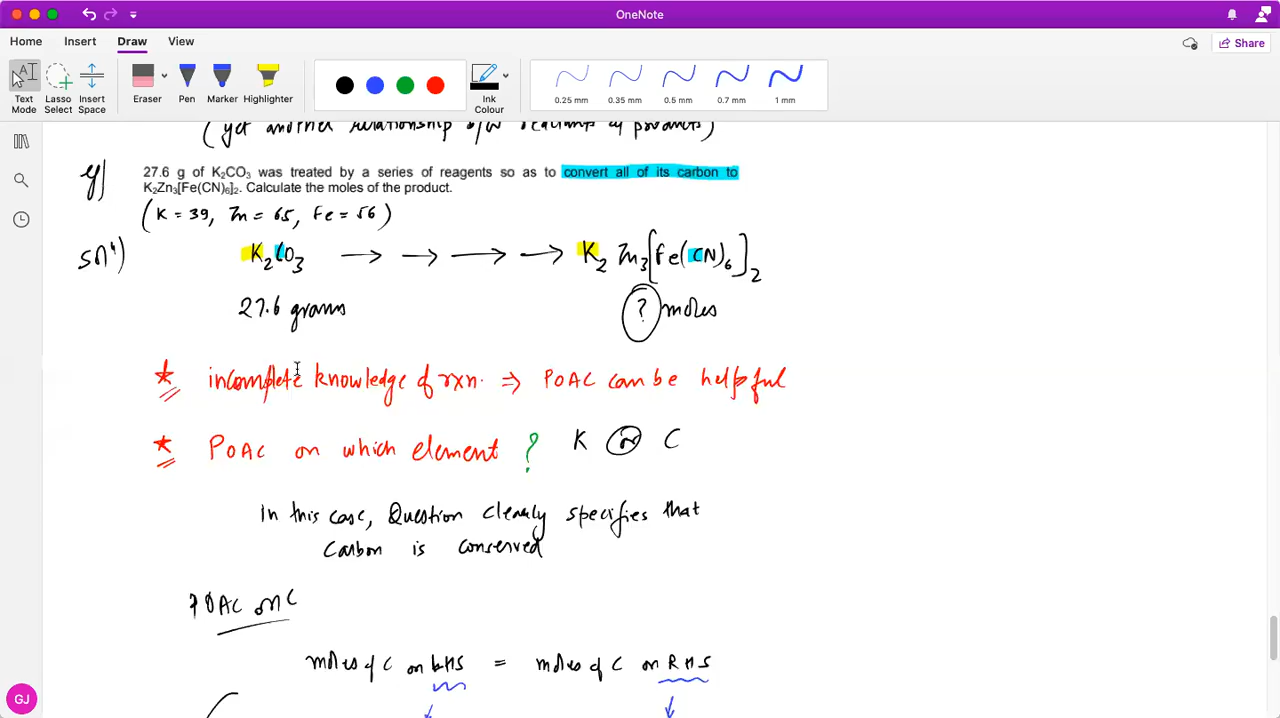 OneNote
Home Insert Draw View
Share
Text Mode
Lasso Select
Insert Space
Eraser
Pen
Marker
Highlighter
Ink Colour
0.25 mm
0.35 mm
0.5 mm
0.7 mm
1 mm
(yet another relationship b/w reactants & products)
eg)
27.6 g of K₂CO₃ was treated by a series of reagents so as to convert all of its carbon to
K₂Zn₃[Fe(CN)₆]₂. Calculate the moles of the product.
(K = 39, Zn = 65, Fe = 56)
solⁿ) K₂CO₃ → → → → K₂ Zn₃[Fe(CN)₆]₂
27.6 grams ? moles
* incomplete knowledge of rxn. ⇒ POAC can be helpful
* POAC on which element ? K or C
In this case, Question clearly specifies that
Carbon is conserved
POAC on C
moles of C on LHS = moles of C on RHS
GJ